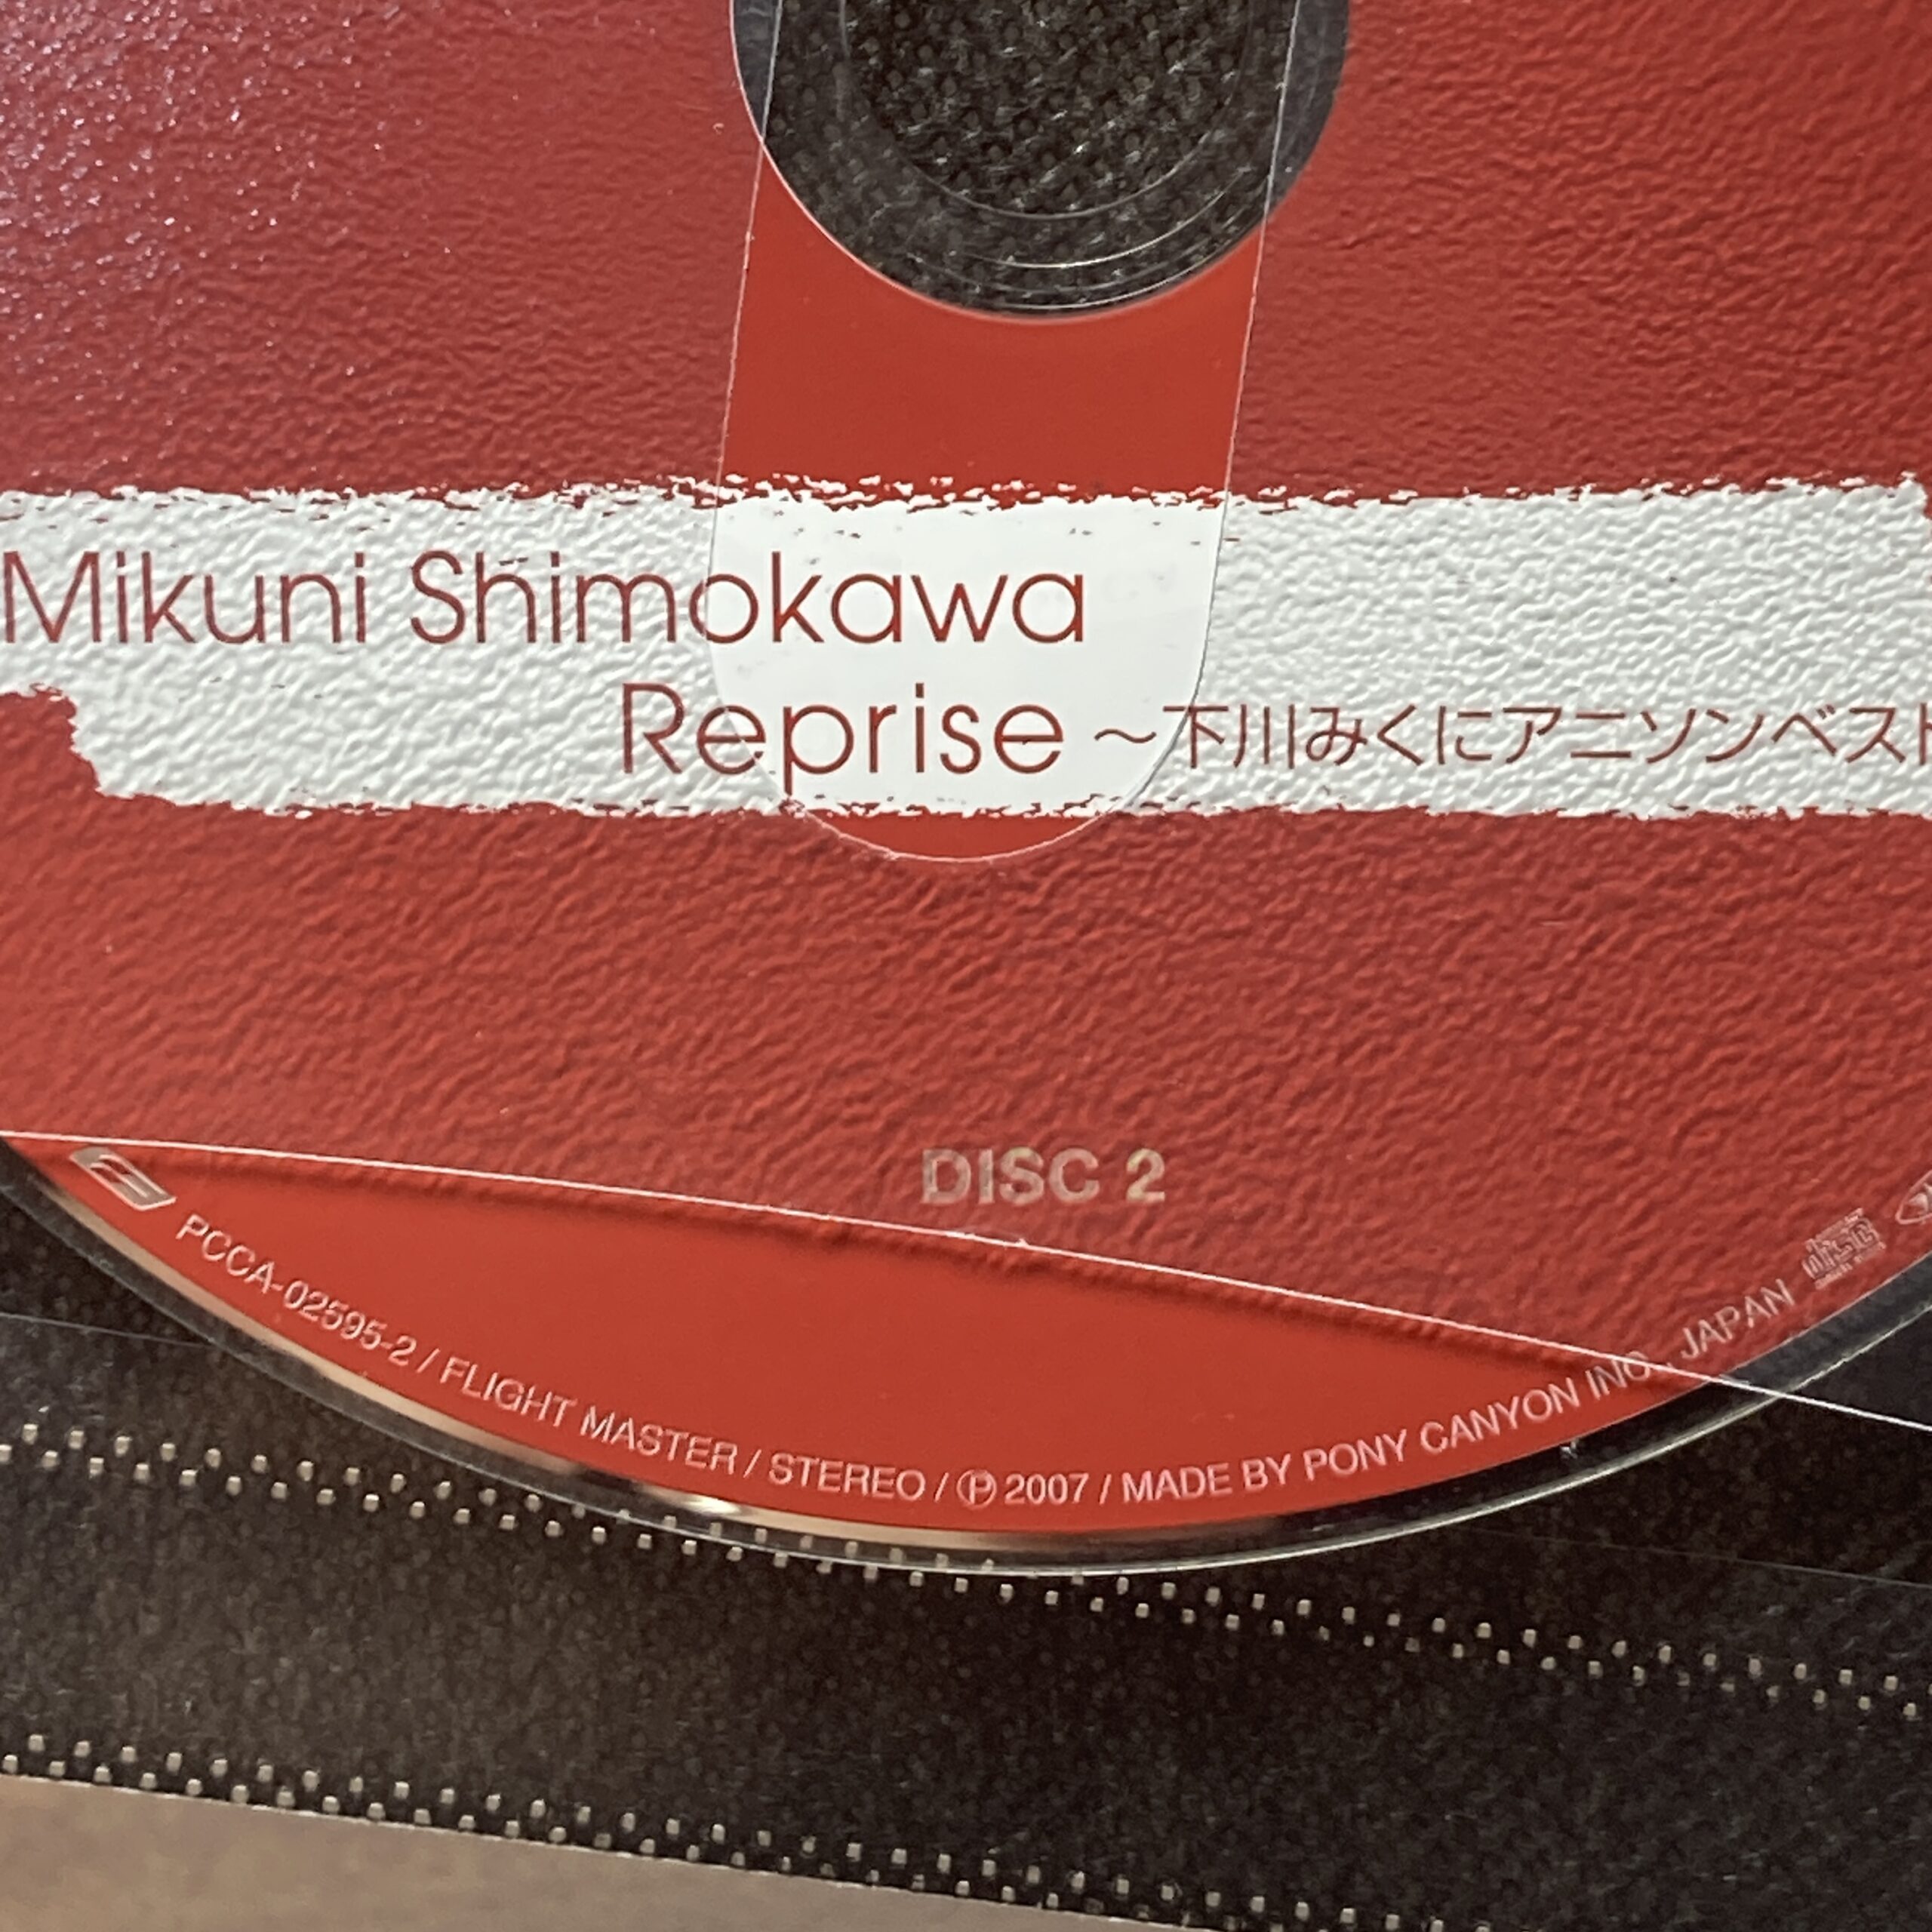 Mikuni Shimokawa
Reprise ～下川みくにアニソンベスト
DISC 2
PCCA-02595-2 / FLIGHT MASTER / STEREO / Ⓟ 2007 / MADE BY PONY CANYON INC., JAPAN
disc